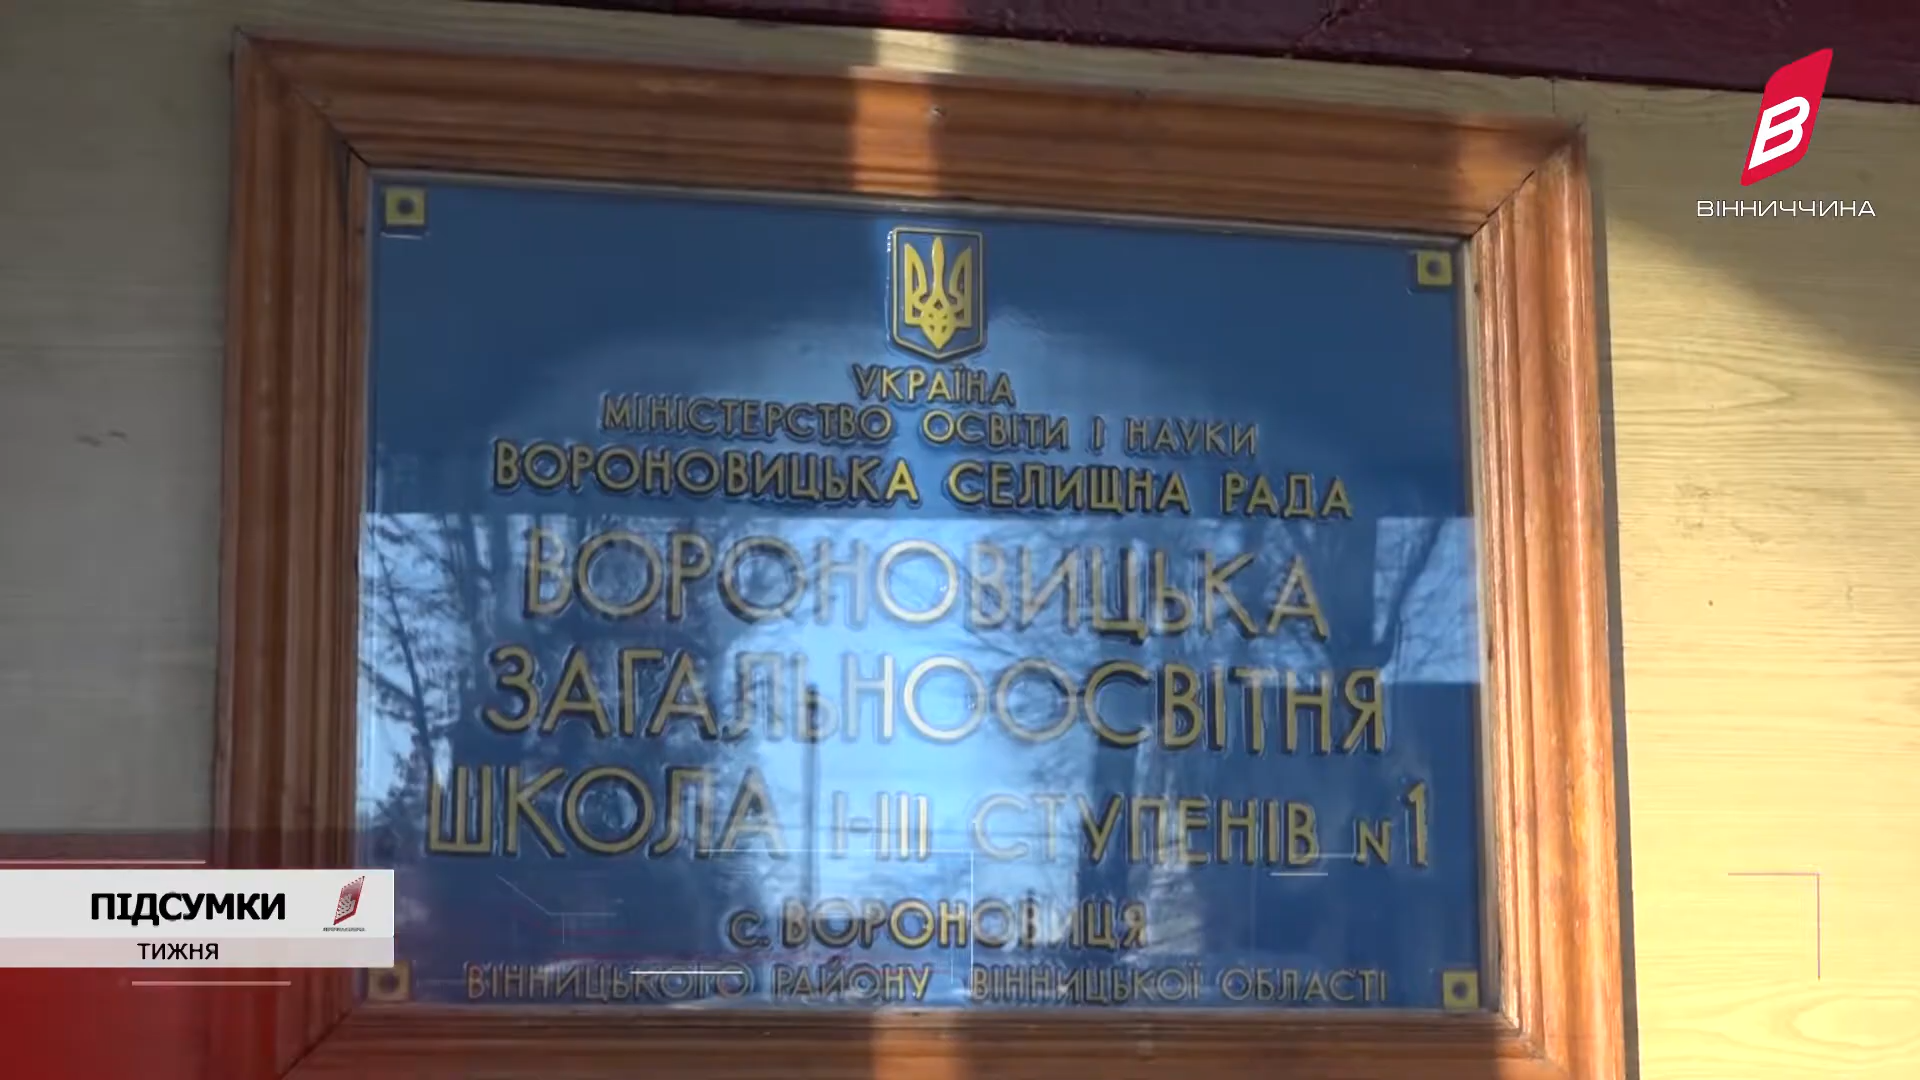 В
ВІННИЧЧИНА
УКРАЇНА
МІНІСТЕРСТВО ОСВІТИ І НАУКИ
ВОРОНОВИЦЬКА СЕЛИЩНА РАДА
ВОРОНОВИЦЬКА
ЗАГАЛЬНООСВІТНЯ
ШКОЛА І-ІІІ СТУПЕНІВ N1
с. ВОРОНОВИЦЯ
ВІННИЦЬКОГО РАЙОНУ ВІННИЦЬКОЇ ОБЛАСТІ
ПІДСУМКИ
ТИЖНЯ